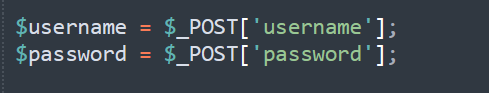 $username = $_POST['username'];
$password = $_POST['password'];